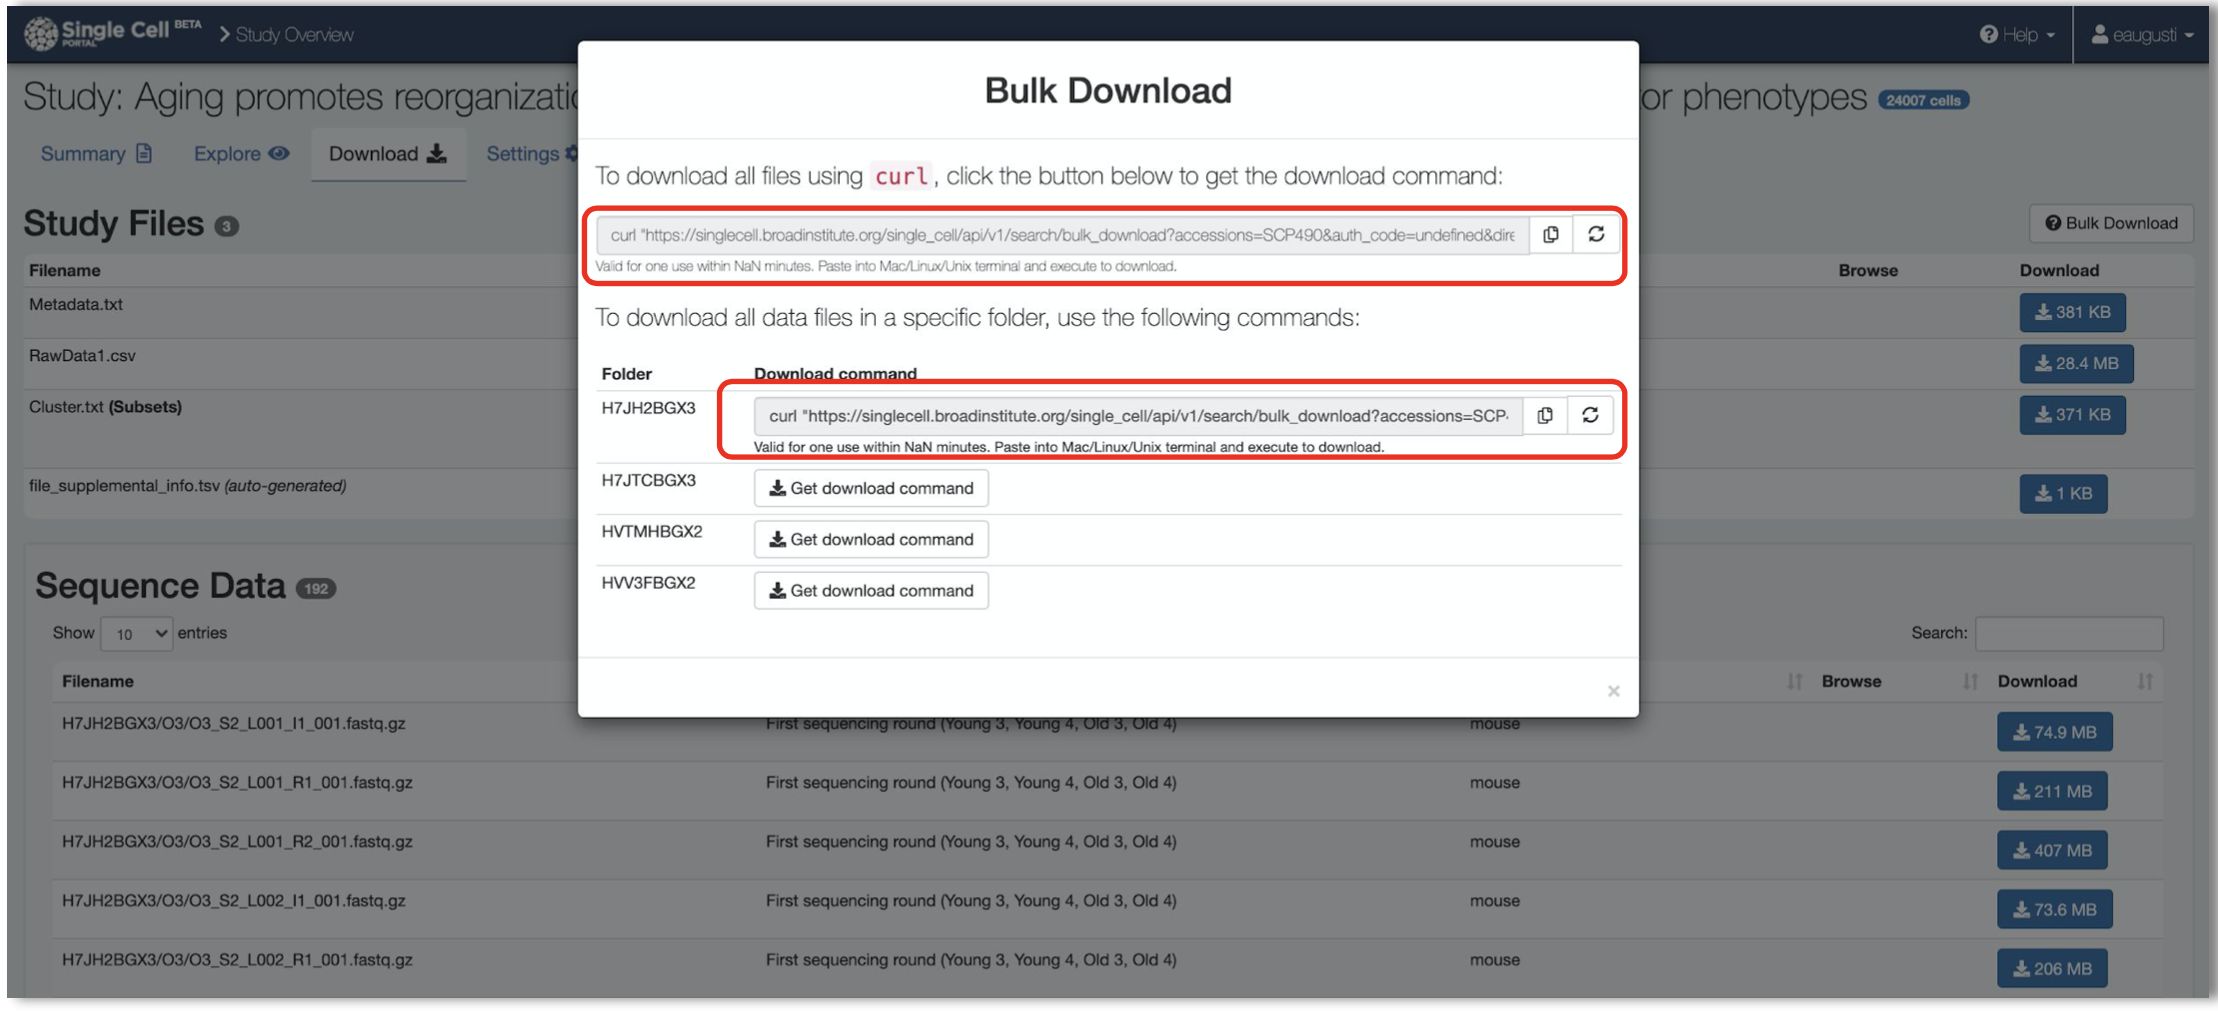 Single Cell BETA
PORTAL
Study Overview
Help
eaugusti
Study: Aging promotes reorganizatic
or phenotypes 24007 cells
Summary
Explore
Download
Settings
Study Files 3
Bulk Download
Filename
Browse
Download
Metadata.txt
381 KB
RawData1.csv
28.4 MB
Cluster.txt (Subsets)
371 KB
file_supplemental_info.tsv (auto-generated)
1 KB
Bulk Download
To download all files using curl, click the button below to get the download command:
curl "https://singlecell.broadinstitute.org/single_cell/api/v1/search/bulk_download?accessions=SCP490&auth_code=undefined&dire
Valid for one use within NaN minutes. Paste into Mac/Linux/Unix terminal and execute to download.
To download all data files in a specific folder, use the following commands:
Folder Download command
H7JH2BGX3 curl "https://singlecell.broadinstitute.org/single_cell/api/v1/search/bulk_download?accessions=SCP
Valid for one use within NaN minutes. Paste into Mac/Linux/Unix terminal and execute to download.
H7JTCBGX3 Get download command
HVTMHBGX2 Get download command
HVV3FBGX2 Get download command
×
Sequence Data 192
Show 10 entries
Search:
Filename Browse Download
H7JH2BGX3/O3/O3_S2_L001_I1_001.fastq.gz First sequencing round (Young 3, Young 4, Old 3, Old 4) mouse 74.9 MB
H7JH2BGX3/O3/O3_S2_L001_R1_001.fastq.gz First sequencing round (Young 3, Young 4, Old 3, Old 4) mouse 211 MB
H7JH2BGX3/O3/O3_S2_L001_R2_001.fastq.gz First sequencing round (Young 3, Young 4, Old 3, Old 4) mouse 407 MB
H7JH2BGX3/O3/O3_S2_L002_I1_001.fastq.gz First sequencing round (Young 3, Young 4, Old 3, Old 4) mouse 73.6 MB
H7JH2BGX3/O3/O3_S2_L002_R1_001.fastq.gz First sequencing round (Young 3, Young 4, Old 3, Old 4) mouse 206 MB